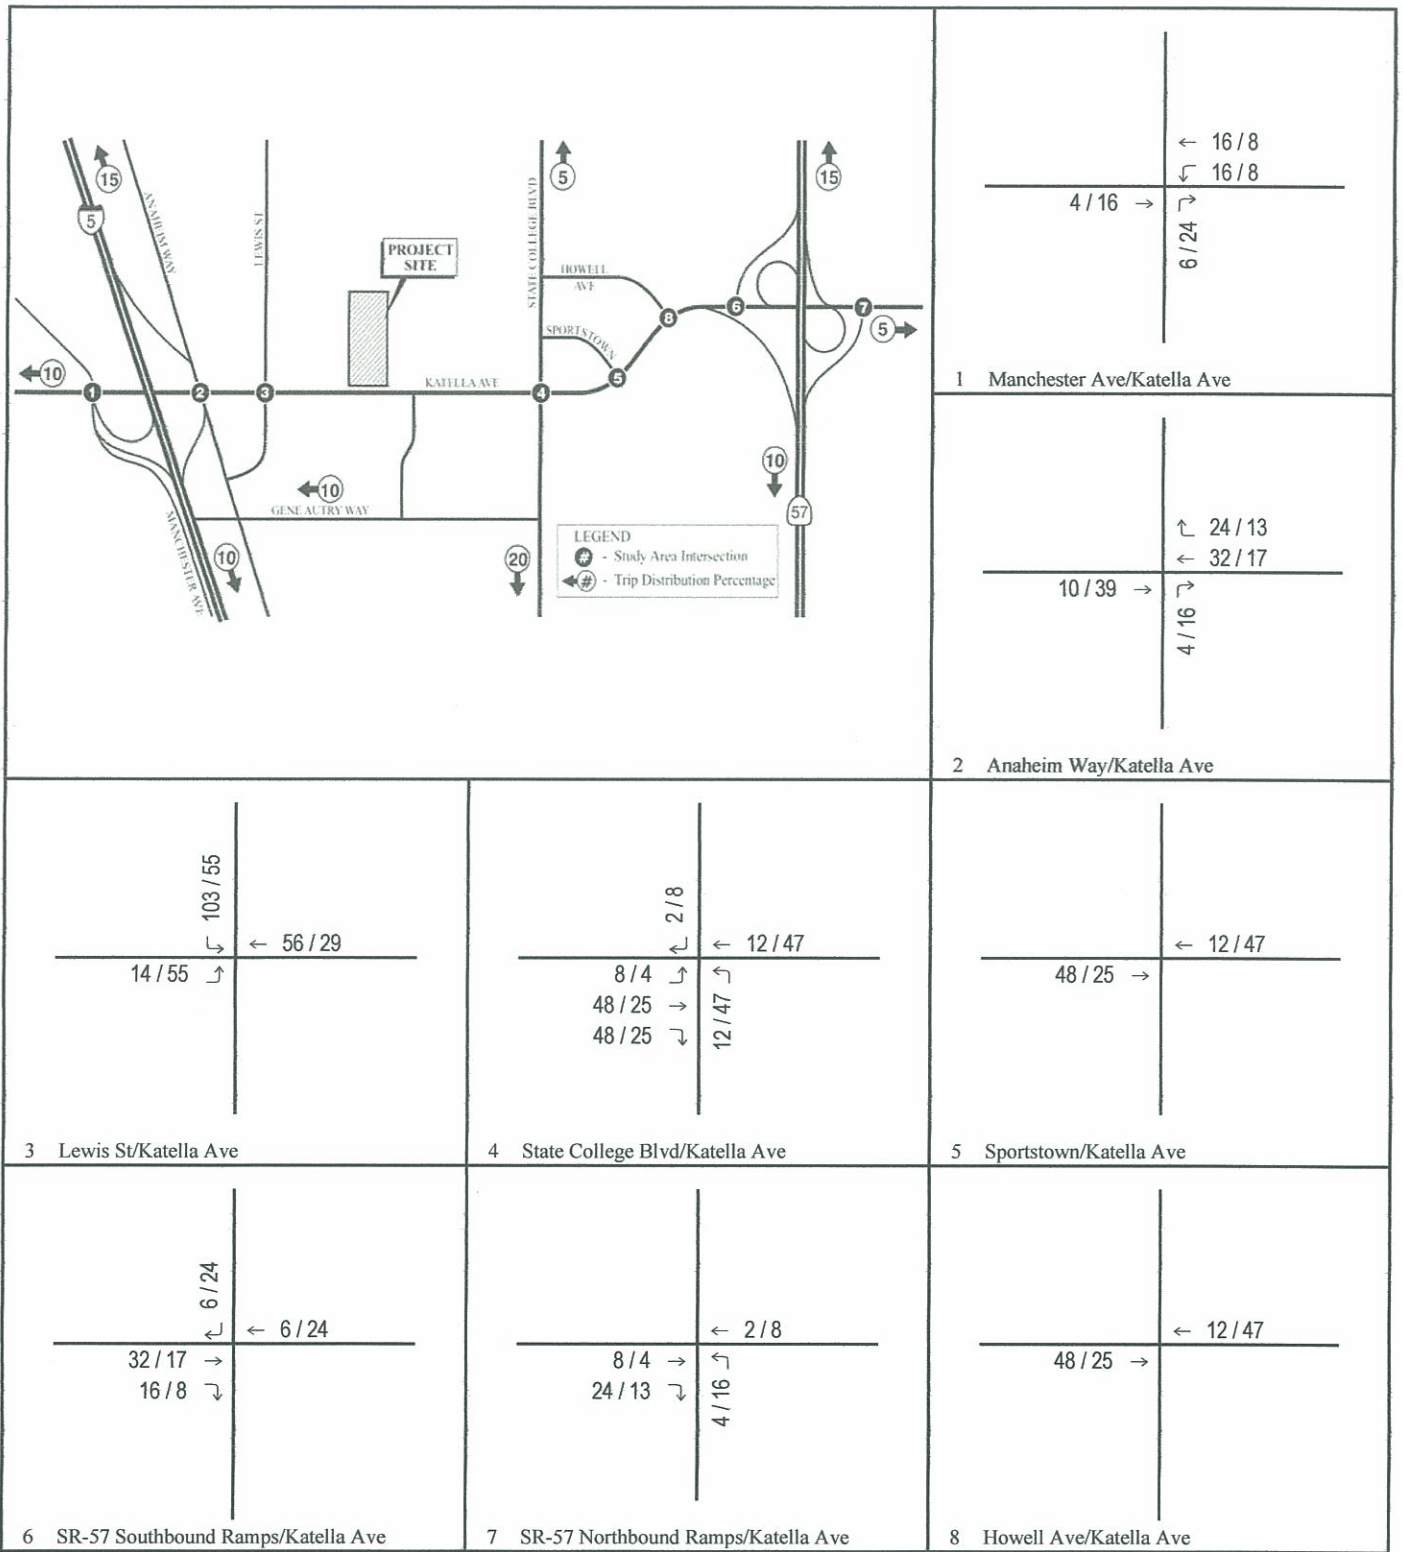 15
5
ANAHEIM WAY
LEWIS ST
PROJECT
SITE
STATE COLLEGE BLVD
5
15
HOWELL
AVE
SPORTSTOWN
8
6
7
5
10
1
2
3
KATELLA AVE
4
5
10
GENE AUTRY WAY
10
57
MANCHESTER AVE
10
20
LEGEND
# - Study Area Intersection
# - Trip Distribution Percentage
← 16 / 8
16 / 8
4 / 16 →
6 / 24
1 Manchester Ave/Katella Ave
24 / 13
← 32 / 17
10 / 39 →
4 / 16
2 Anaheim Way/Katella Ave
103 / 55
← 56 / 29
14 / 55
3 Lewis St/Katella Ave
2 / 8
← 12 / 47
8 / 4
48 / 25 →
48 / 25
12 / 47
4 State College Blvd/Katella Ave
← 12 / 47
48 / 25 →
5 Sportstown/Katella Ave
6 / 24
← 6 / 24
32 / 17 →
16 / 8
6 SR-57 Southbound Ramps/Katella Ave
← 2 / 8
8 / 4 →
24 / 13
4 / 16
7 SR-57 Northbound Ramps/Katella Ave
← 12 / 47
48 / 25 →
8 Howell Ave/Katella Ave